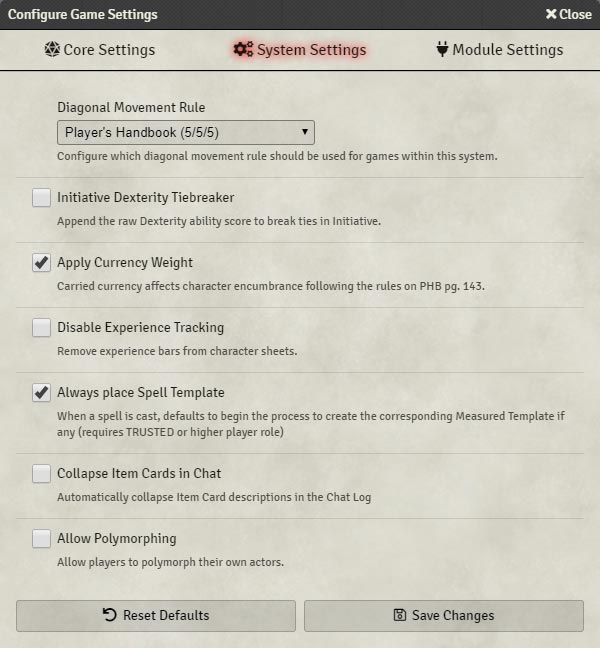 Configure Game Settings
Close
Core Settings
System Settings
Module Settings
Diagonal Movement Rule
Player's Handbook (5/5/5)
Configure which diagonal movement rule should be used for games within this system.
Initiative Dexterity Tiebreaker
Append the raw Dexterity ability score to break ties in Initiative.
Apply Currency Weight
Carried currency affects character encumbrance following the rules on PHB pg. 143.
Disable Experience Tracking
Remove experience bars from character sheets.
Always place Spell Template
When a spell is cast, defaults to begin the process to create the corresponding Measured Template if
any (requires TRUSTED or higher player role)
Collapse Item Cards in Chat
Automatically collapse Item Card descriptions in the Chat Log
Allow Polymorphing
Allow players to polymorph their own actors.
Reset Defaults
Save Changes